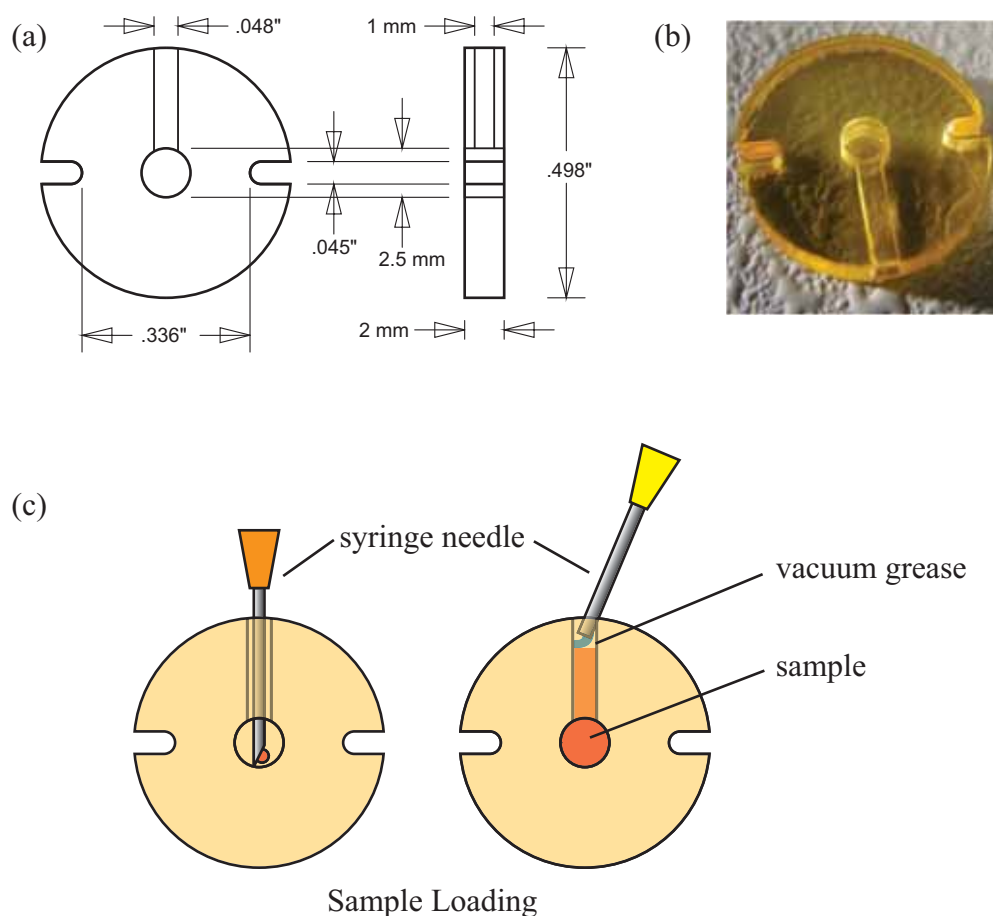 (a)
.048"
1 mm
(b)
.498"
.045"
2.5 mm
.336"
2 mm
(c)
syringe needle
vacuum grease
sample
Sample Loading